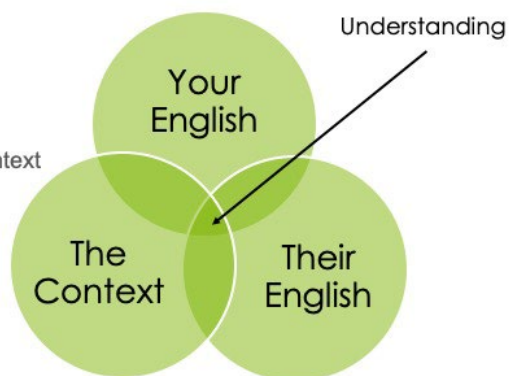 Understanding
Your
English
The
Context
Their
English